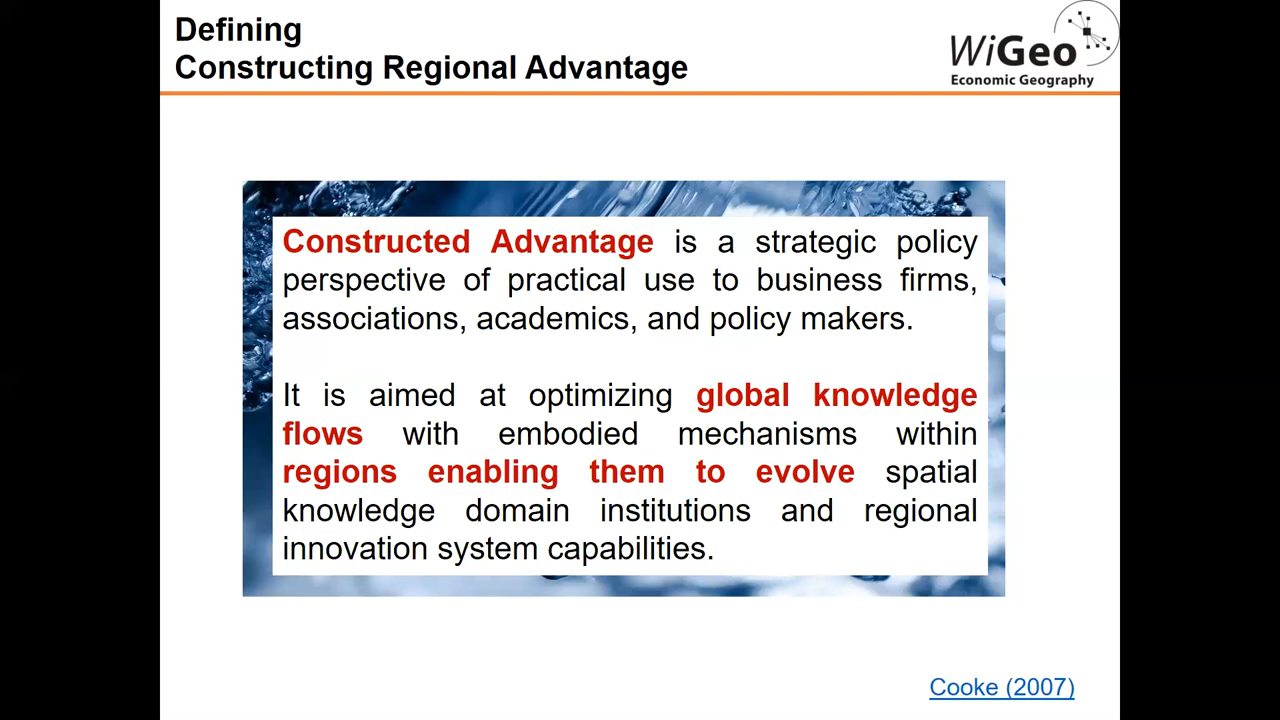 Defining
Constructing Regional Advantage
WiGeo
Economic Geography
Constructed Advantage is a strategic policy
perspective of practical use to business firms,
associations, academics, and policy makers.
It is aimed at optimizing global knowledge
flows with embodied mechanisms within
regions enabling them to evolve spatial
knowledge domain institutions and regional
innovation system capabilities.
Cooke (2007)